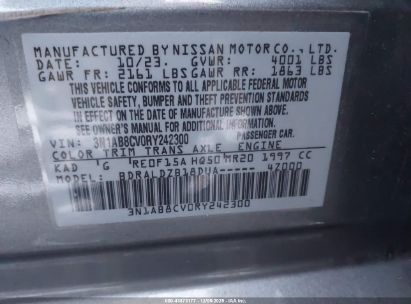 MANUFACTURED BY NISSAN MOTOR CO., LTD.
DATE: 10/23. GVWR: 4001 LBS
GAWR FR: 2161 LBS GAWR RR: 1863 LBS
THIS VEHICLE CONFORMS TO ALL APPLICABLE FEDERAL MOTOR
VEHICLE SAFETY, BUMPER AND THEFT PREVENTION STANDARDS
IN EFFECT ON THE DATE OF MANUFACTURE SHOWN ABOVE.
SEE OWNER'S MANUAL FOR ADDITIONAL INFORMATION.
VIN: 3N1AB8CV0RY242300 PASSENGER CAR.
COLOR TRIM TRANS AXLE ENGINE
KAD G RE0F15A HQ50 MR20 1997 CC
MODEL: BDRALDZB18DUA----- 47000
3N1AB8CV0RY242300